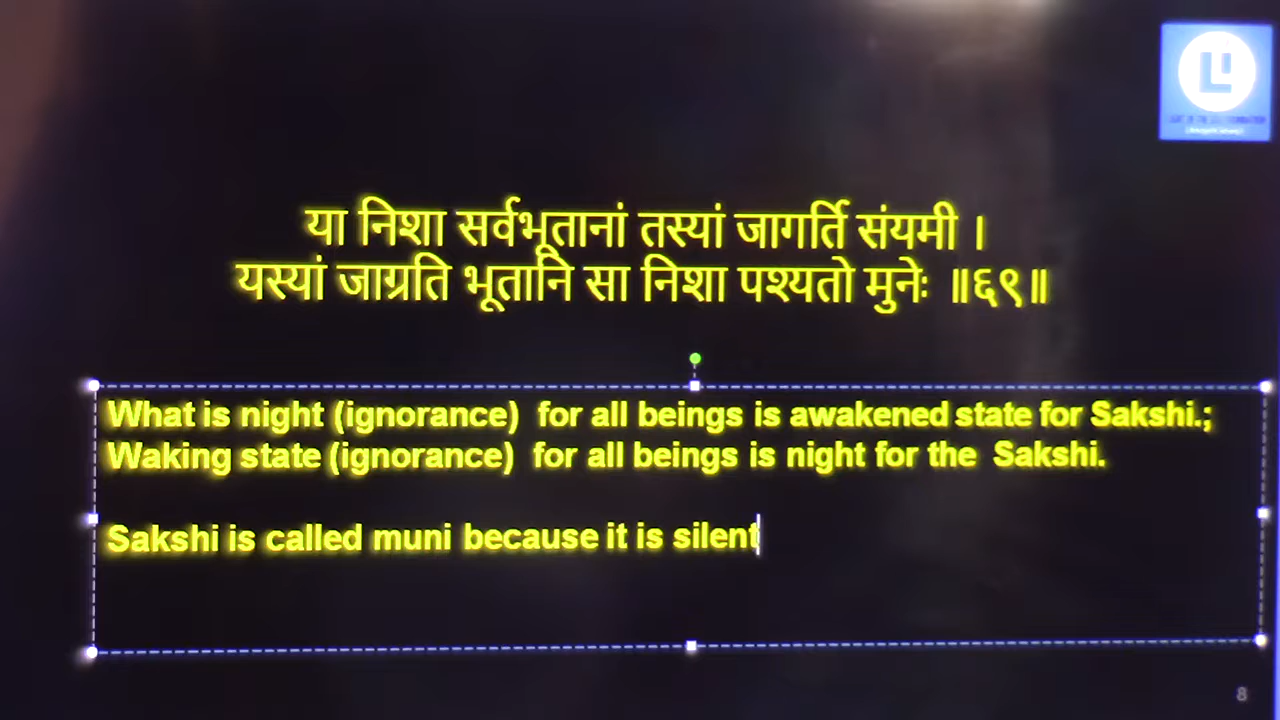 या निशा सर्वभूतानां तस्यां जागर्ति संयमी ।
यस्यां जाग्रति भूतानि सा निशा पश्यतो मुनेः ॥६९॥
What is night (ignorance) for all beings is awakened state for Sakshi.;
Waking state (ignorance) for all beings is night for the Sakshi.
Sakshi is called muni because it is silent
8